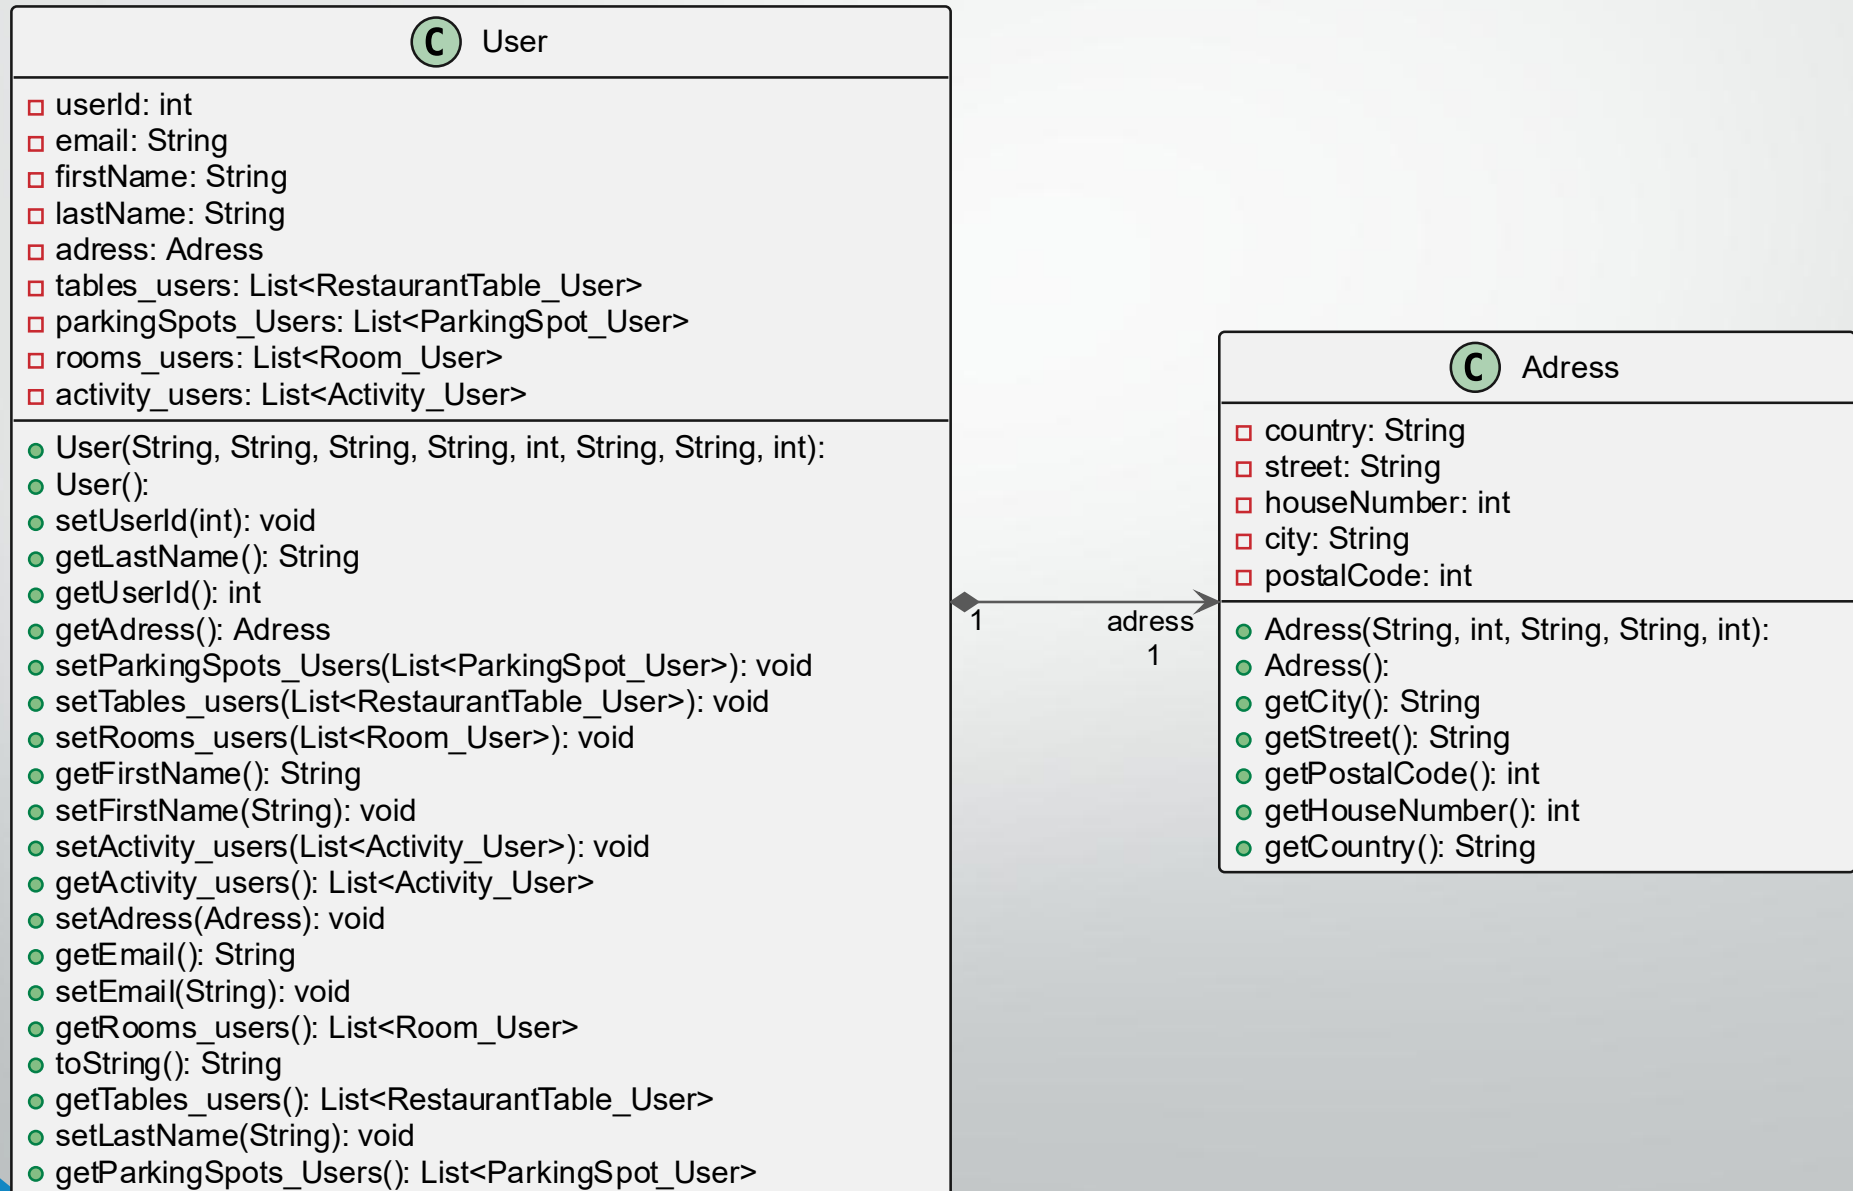 C User
userId: int
email: String
firstName: String
lastName: String
adress: Adress
tables_users: List<RestaurantTable_User>
parkingSpots_Users: List<ParkingSpot_User>
rooms_users: List<Room_User>
activity_users: List<Activity_User>
User(String, String, String, String, int, String, String, int):
User():
setUserId(int): void
getLastName(): String
getUserId(): int
getAdress(): Adress
setParkingSpots_Users(List<ParkingSpot_User>): void
setTables_users(List<RestaurantTable_User>): void
setRooms_users(List<Room_User>): void
getFirstName(): String
setFirstName(String): void
setActivity_users(List<Activity_User>): void
getActivity_users(): List<Activity_User>
setAdress(Adress): void
getEmail(): String
setEmail(String): void
getRooms_users(): List<Room_User>
toString(): String
getTables_users(): List<RestaurantTable_User>
setLastName(String): void
getParkingSpots_Users(): List<ParkingSpot_User>
1
adress
1
C Adress
country: String
street: String
houseNumber: int
city: String
postalCode: int
Adress(String, int, String, String, int):
Adress():
getCity(): String
getStreet(): String
getPostalCode(): int
getHouseNumber(): int
getCountry(): String